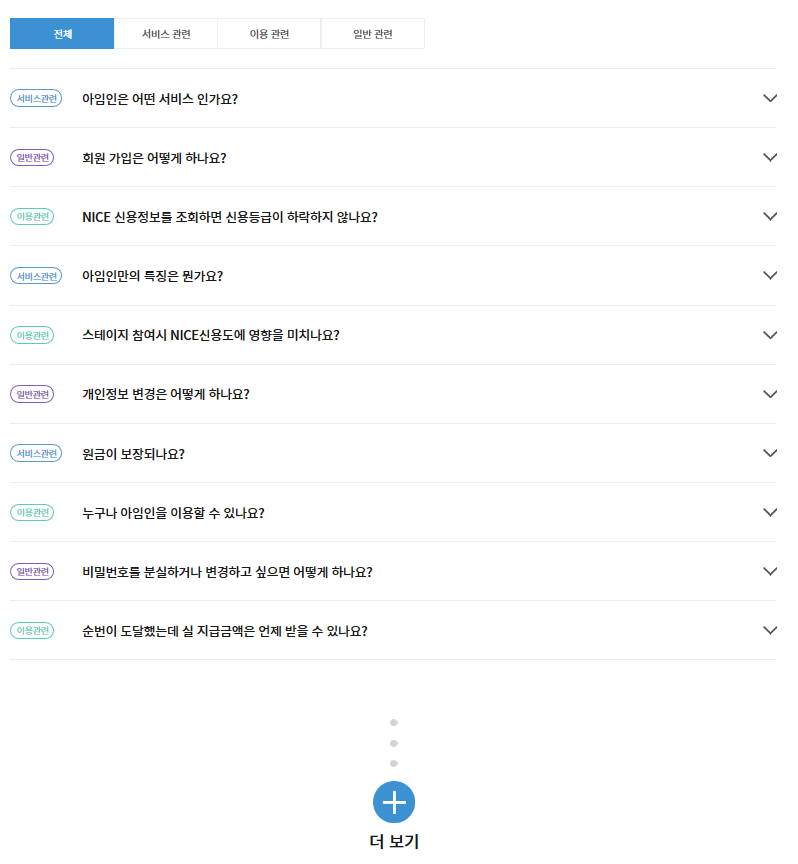 전체 서비스 관련 이용 관련 일반 관련
서비스관련 아임인은 어떤 서비스 인가요?
일반관련 회원 가입은 어떻게 하나요?
이용관련 NICE 신용정보를 조회하면 신용등급이 하락하지 않나요?
서비스관련 아임인만의 특징은 뭔가요?
이용관련 스테이지 참여시 NICE신용도에 영향을 미치나요?
일반관련 개인정보 변경은 어떻게 하나요?
서비스관련 원금이 보장되나요?
이용관련 누구나 아임인을 이용할 수 있나요?
일반관련 비밀번호를 분실하거나 변경하고 싶으면 어떻게 하나요?
이용관련 순번이 도달했는데 실 지급금액은 언제 받을 수 있나요?
더 보기